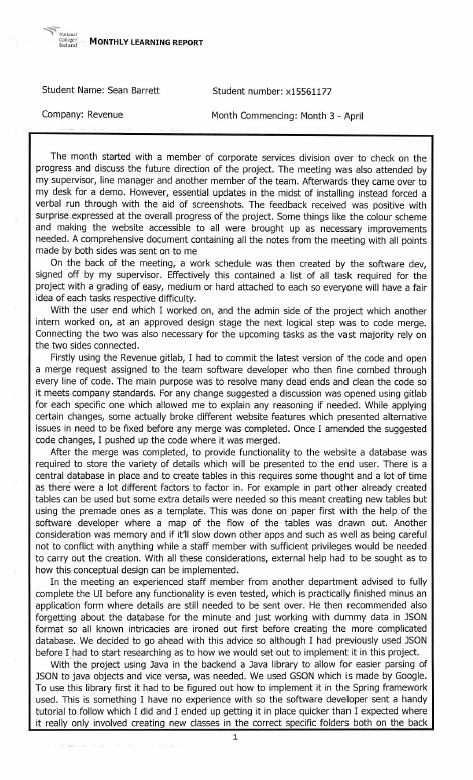 National
College of
Ireland
MONTHLY LEARNING REPORT
Student Name: Sean Barrett
Student number: x15561177
Company: Revenue
Month Commencing: Month 3 - April
The month started with a member of corporate services division over to check on the
progress and discuss the future direction of the project. The meeting was also attended by
my supervisor, line manager and another member of the team. Afterwards they came over to
my desk for a demo. However, essential updates in the midst of installing instead forced a
verbal run through with the aid of screenshots. The feedback received was positive with
surprise expressed at the overall progress of the project. Some things like the colour scheme
and making the website accessible to all were brought up as necessary improvements
needed. A comprehensive document containing all the notes from the meeting with all points
made by both sides was sent on to me
On the back of the meeting, a work schedule was then created by the software dev,
signed off by my supervisor. Effectively this contained a list of all task required for the
project with a grading of easy, medium or hard attached to each so everyone will have a fair
idea of each tasks respective difficulty.
With the user end which I worked on, and the admin side of the project which another
intern worked on, at an approved design stage the next logical step was to code merge.
Connecting the two was also necessary for the upcoming tasks as the vast majority rely on
the two sides connected.
Firstly using the Revenue gitlab, I had to commit the latest version of the code and open
a merge request assigned to the team software developer who then fine combed through
every line of code. The main purpose was to resolve many dead ends and clean the code so
it meets company standards. For any change suggested a discussion was opened using gitlab
for each specific one which allowed me to explain any reasoning if needed. While applying
certain changes, some actually broke different website features which presented alternative
issues in need to be fixed before any merge was completed. Once I amended the suggested
code changes, I pushed up the code where it was merged.
After the merge was completed, to provide functionality to the website a database was
required to store the variety of details which will be presented to the end user. There is a
central database in place and to create tables in this requires some thought and a lot of time
as there were a lot different factors to factor in. For example in part other already created
tables can be used but some extra details were needed so this meant creating new tables but
using the premade ones as a template. This was done on paper first with the help of the
software developer where a map of the flow of the tables was drawn out. Another
consideration was memory and if it'll slow down other apps and such as well as being careful
not to conflict with anything while a staff member with sufficient privileges would be needed
to carry out the creation. With all these considerations, external help had to be sought as to
how this conceptual design can be implemented.
In the meeting an experienced staff member from another department advised to fully
complete the UI before any functionality is even tested, which is practically finished minus an
application form where details are still needed to be sent over. He then recommended also
forgetting about the database for the minute and just working with dummy data in JSON
format so all known intricacies are ironed out first before creating the more complicated
database. We decided to go ahead with this advice so although I had previously used JSON
before I had to start researching as to how we would set out to implement it in this project.
With the project using Java in the backend a Java library to allow for easier parsing of
JSON to java objects and vice versa, was needed. We used GSON which is made by Google.
To use this library first it had to be figured out how to implement it in the Spring framework
used. This is something I have no experience with so the software developer sent a handy
tutorial to follow which I did and I ended up getting it in place quicker than I expected where
it really only involved creating new classes in the correct specific folders both on the back
1